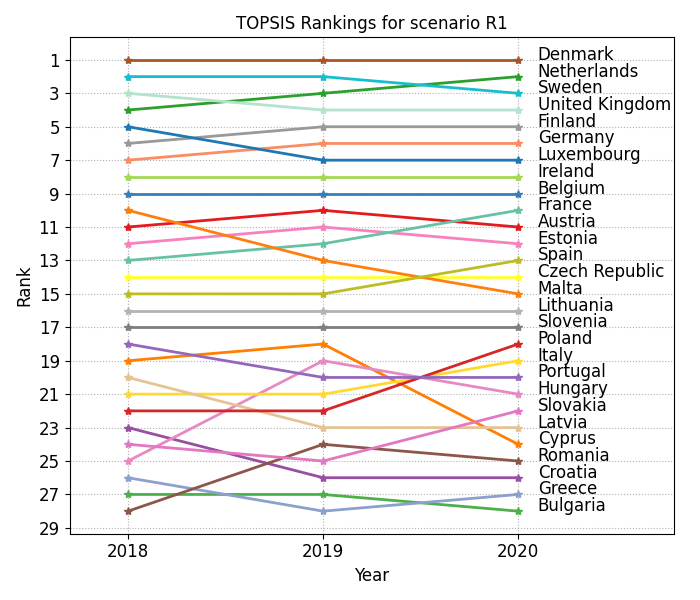 TOPSIS Rankings for scenario R1
1
3
5
7
9
11
13
15
17
19
21
23
25
27
29
Rank
Denmark
Netherlands
Sweden
United Kingdom
Finland
Germany
Luxembourg
Ireland
Belgium
France
Austria
Estonia
Spain
Czech Republic
Malta
Lithuania
Slovenia
Poland
Italy
Portugal
Hungary
Slovakia
Latvia
Cyprus
Romania
Croatia
Greece
Bulgaria
2018
2019
2020
Year